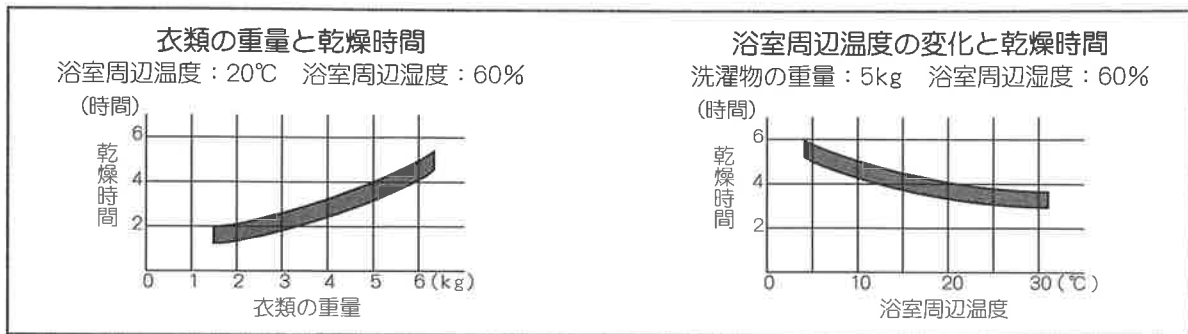 衣類の重量と乾燥時間
浴室周辺温度：20℃　浴室周辺湿度：60%
(時間)
6
4
2
乾燥時間
0 1 2 3 4 5 6 (kg)
衣類の重量
浴室周辺温度の変化と乾燥時間
洗濯物の重量：5kg　浴室周辺湿度：60%
(時間)
6
4
2
乾燥時間
0 10 20 30 (℃)
浴室周辺温度